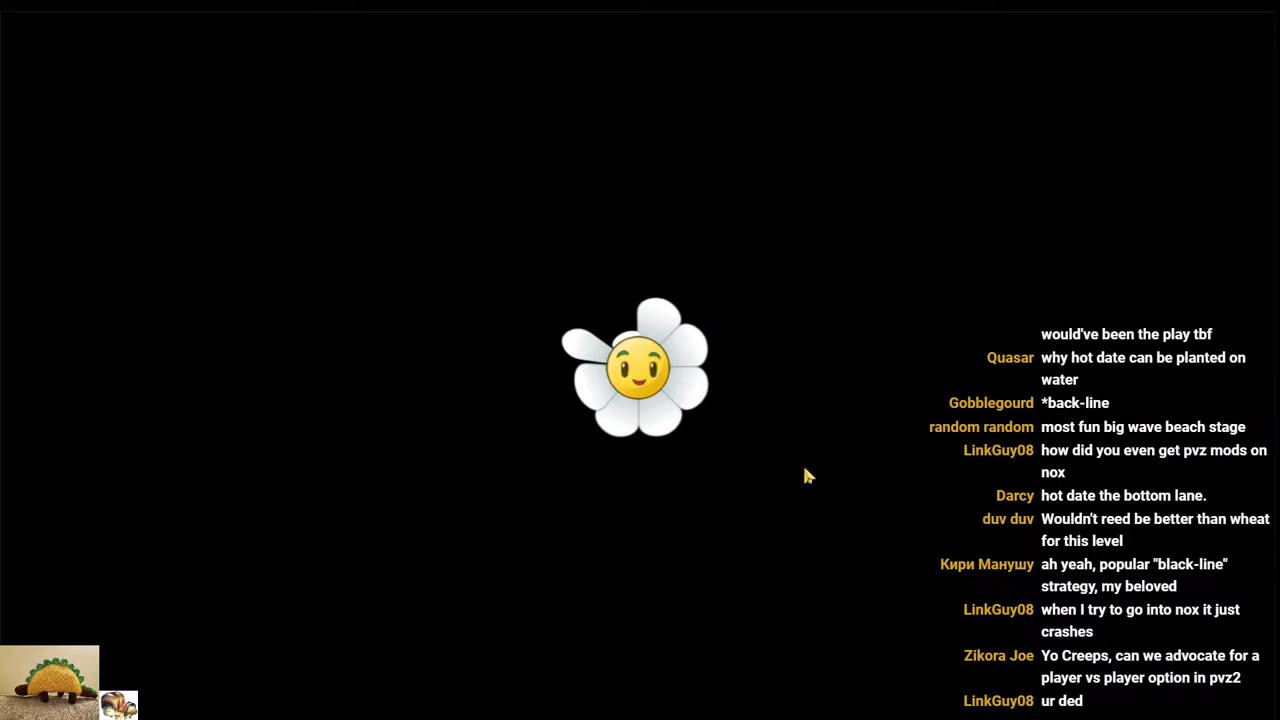 would've been the play tbf
Quasar why hot date can be planted on
water
Gobblegourd *back-line
random random most fun big wave beach stage
LinkGuy08 how did you even get pvz mods on
nox
Darcy hot date the bottom lane.
duv duv Wouldn't reed be better than wheat
for this level
Кири Манушу ah yeah, popular "black-line"
strategy, my beloved
LinkGuy08 when I try to go into nox it just
crashes
Zikora Joe Yo Creeps, can we advocate for a
player vs player option in pvz2
LinkGuy08 ur ded